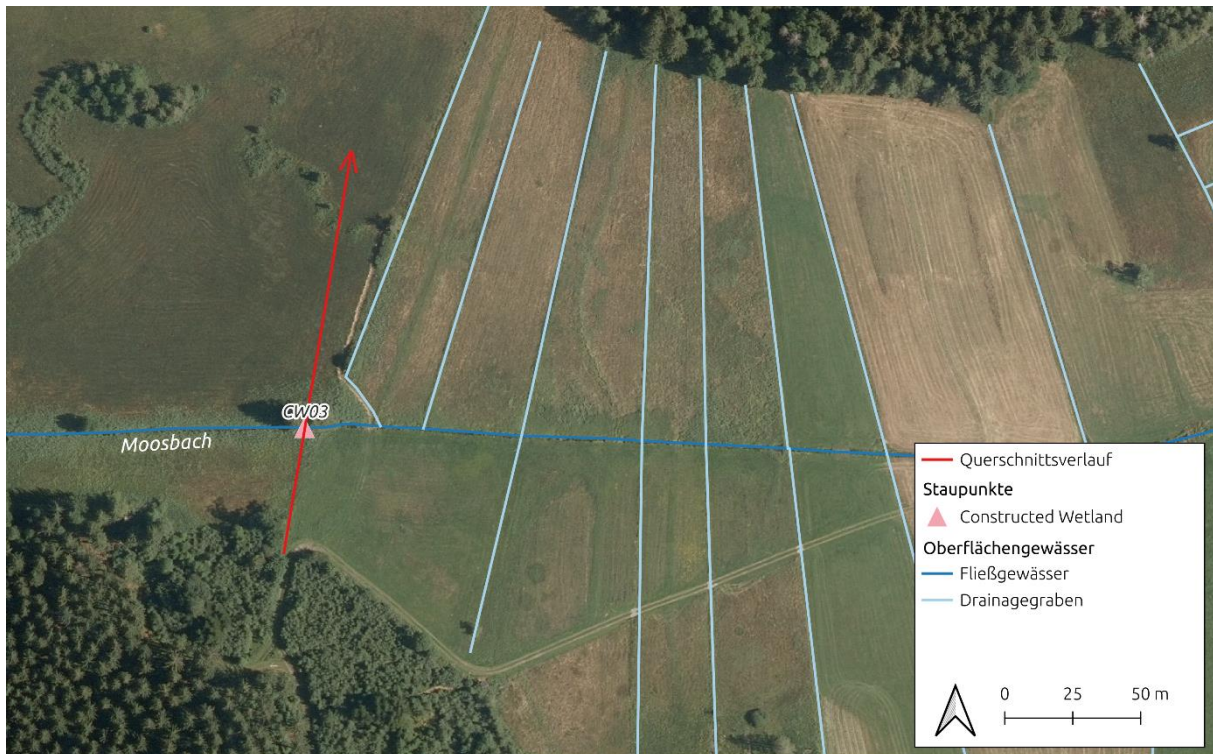 CW03
Moosbach
Querschnittsverlauf
Staupunkte
Constructed Wetland
Oberflächengewässer
Fließgewässer
Drainagegraben
0 25 50 m